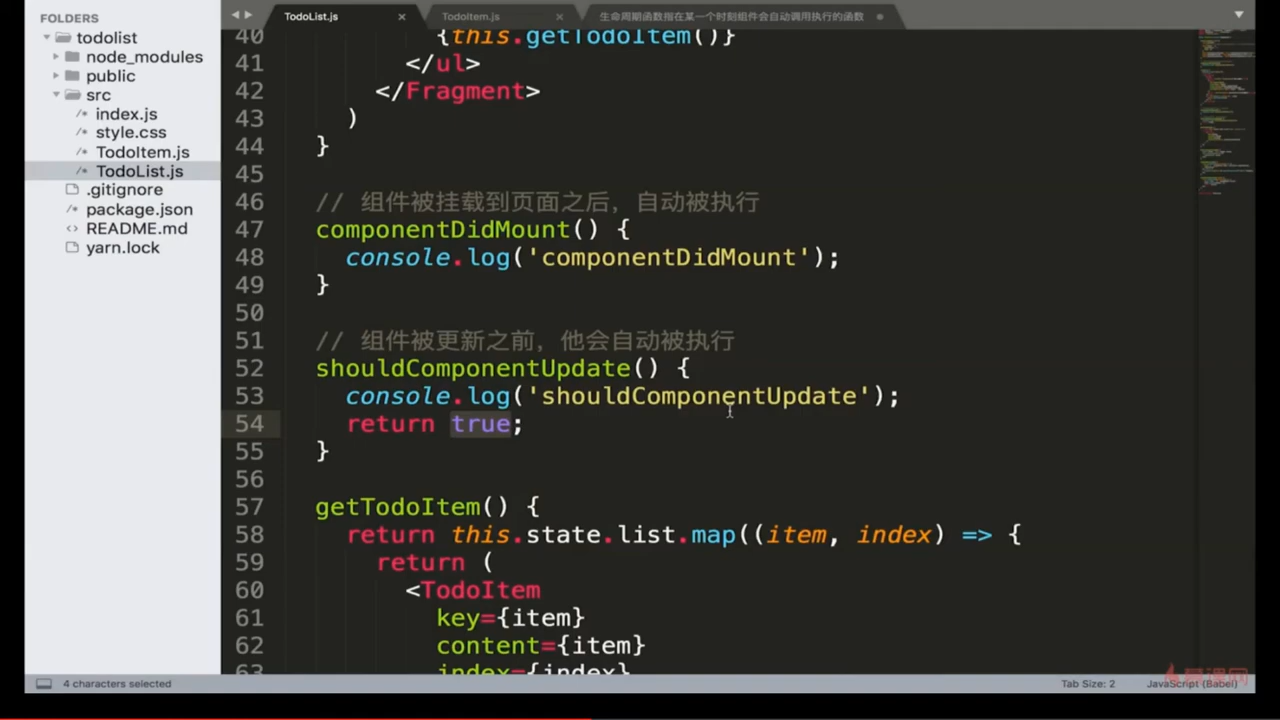 FOLDERS
todolist
node_modules
public
src
index.js
style.css
TodoItem.js
TodoList.js
.gitignore
package.json
README.md
yarn.lock
TodoList.js
TodoItem.js
生命周期函数指在某一个时刻组件会自动调用执行的函数
40 {this.getTodoItem()}
41 </ul>
42 </Fragment>
43 )
44 }
45
46 // 组件被挂载到页面之后，自动被执行
47 componentDidMount() {
48 console.log('componentDidMount');
49 }
50
51 // 组件被更新之前，他会自动被执行
52 shouldComponentUpdate() {
53 console.log('shouldComponentUpdate');
54 return true;
55 }
56
57 getTodoItem() {
58 return this.state.list.map((item, index) => {
59 return (
60 <TodoItem
61 key={item}
62 content={item}
63 index={index}
4 characters selected
Tab Size: 2
JavaScript (Babel)
慕课网